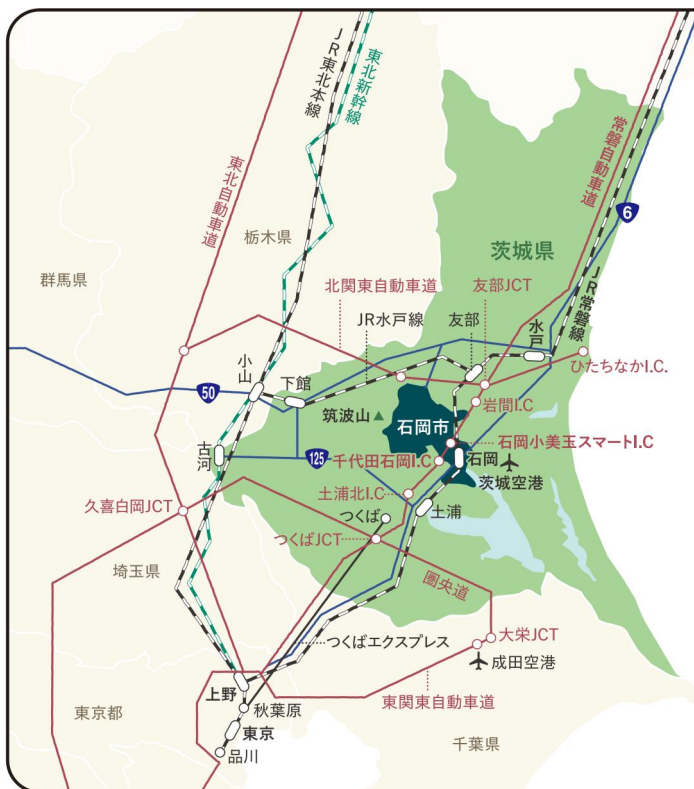 JR東北本線
東北新幹線
東北自動車道
常磐自動車道
6
栃木県
茨城県
群馬県
北関東自動車道
友部JCT
JR常磐線
JR水戸線
友部
水戸
ひたちなかI.C.
小山
下館
50
岩間I.C
筑波山
石岡市
石岡小美玉スマートI.C
古河
125
千代田石岡I.C
石岡
茨城空港
土浦北I.C
久喜白岡JCT
つくば
土浦
つくばJCT
埼玉県
圏央道
つくばエクスプレス
大栄JCT
成田空港
上野
東関東自動車道
秋葉原
東京都
東京
千葉県
品川